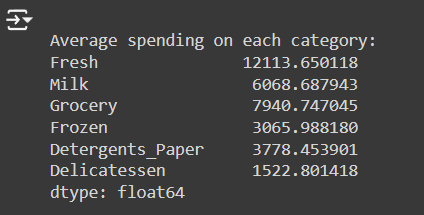 Average spending on each category:
Fresh 12113.650118
Milk 6068.687943
Grocery 7940.747045
Frozen 3065.988180
Detergents_Paper 3778.453901
Delicatessen 1522.801418
dtype: float64